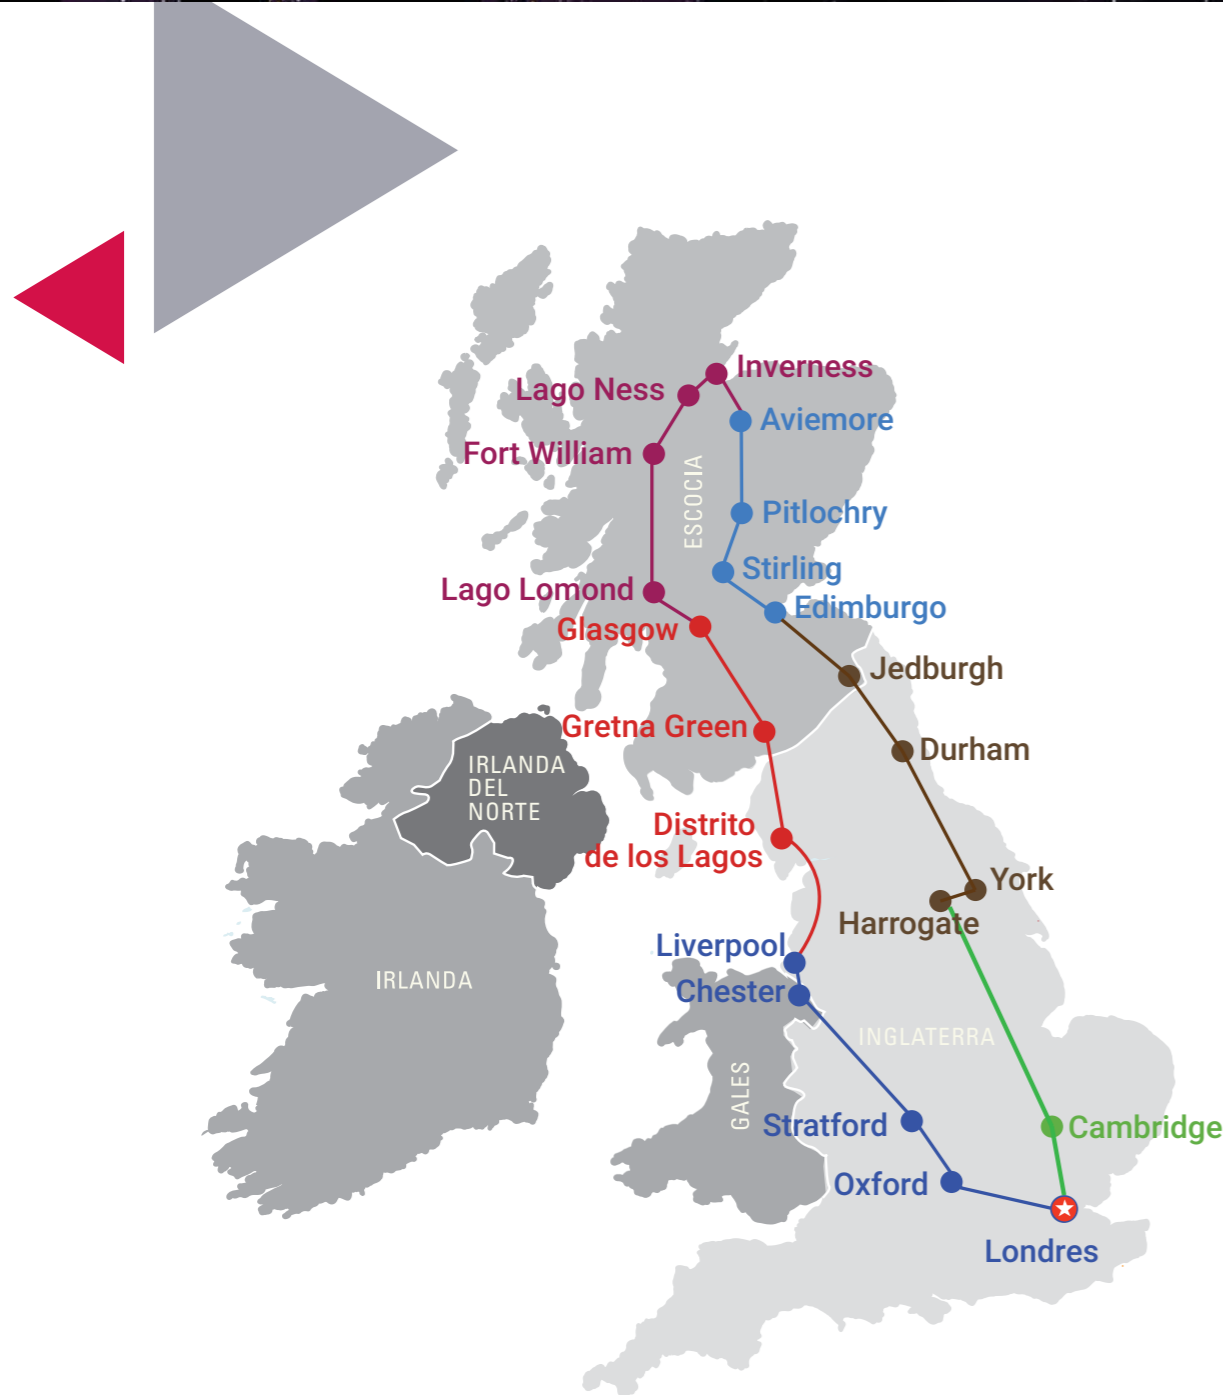 Inverness
Lago Ness
Aviemore
Fort William
ESCOCIA
Pitlochry
Stirling
Lago Lomond
Edimburgo
Glasgow
Jedburgh
Gretna Green
Durham
IRLANDA
DEL
NORTE
Distrito
de los Lagos
York
Harrogate
Liverpool
IRLANDA
Chester
INGLATERRA
GALES
Stratford
Cambridge
Oxford
Londres